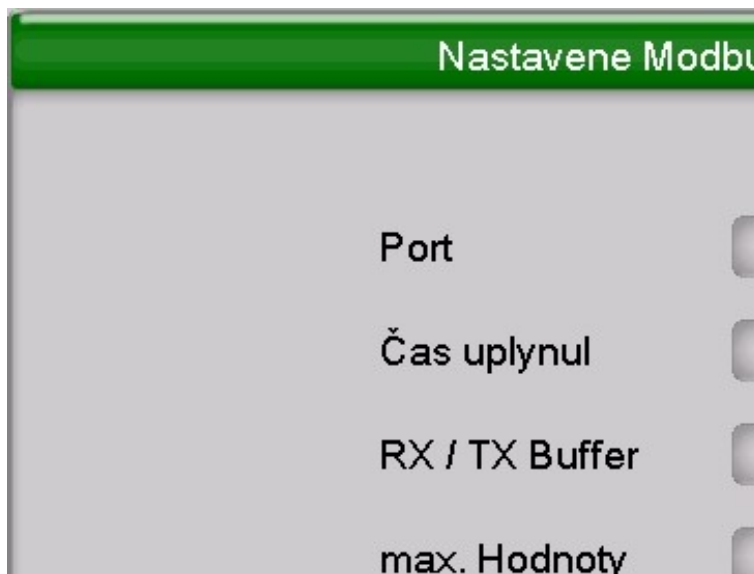 Nastavene Modbu
Port
Čas uplynul
RX / TX Buffer
max. Hodnoty